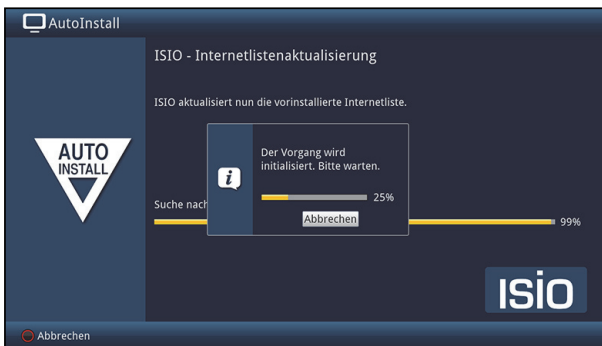 AutoInstall
ISIO - Internetlistenaktualisierung
ISIO aktualisiert nun die vorinstallierte Internetliste.
AUTO
INSTALL
Der Vorgang wird
initialisiert. Bitte warten.
25%
Abbrechen
Suche nach
99%
ISIO
Abbrechen